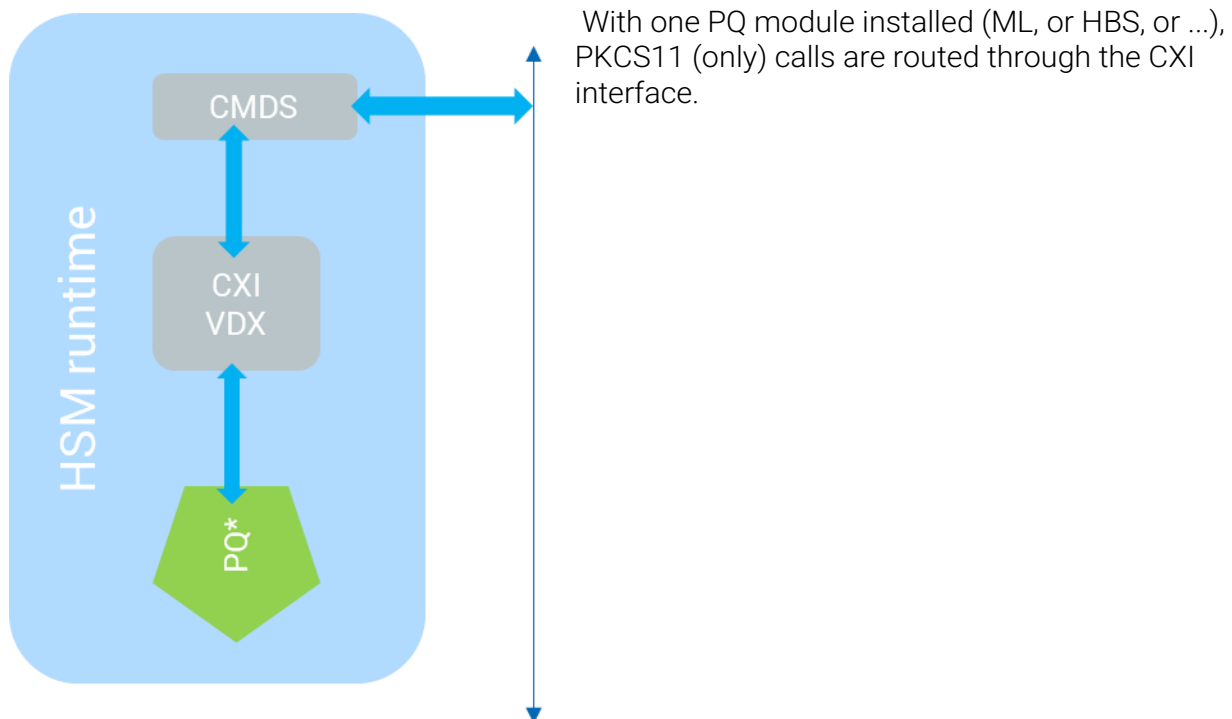 With one PQ module installed (ML, or HBS, or ...),
PKCS11 (only) calls are routed through the CXI
interface.
CMDS
CXI
VDX
HSM runtime
PQ*